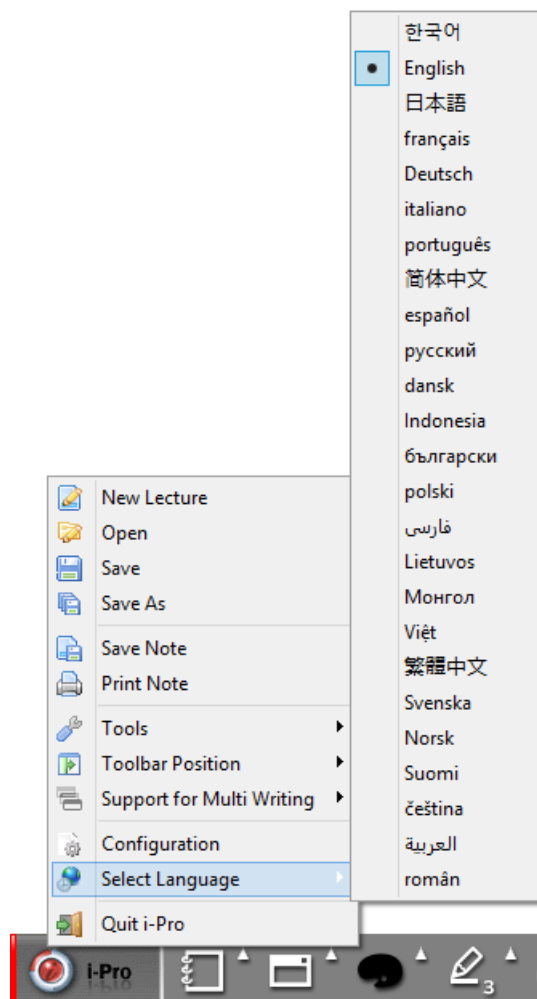 한국어
English
日本語
français
Deutsch
italiano
português
简体中文
español
русский
dansk
Indonesia
български
polski
فارسی
Lietuvos
Монгол
Việt
繁體中文
Svenska
Norsk
Suomi
čeština
العربية
român
New Lecture
Open
Save
Save As
Save Note
Print Note
Tools
Toolbar Position
Support for Multi Writing
Configuration
Select Language
Quit i-Pro
i-Pro
3